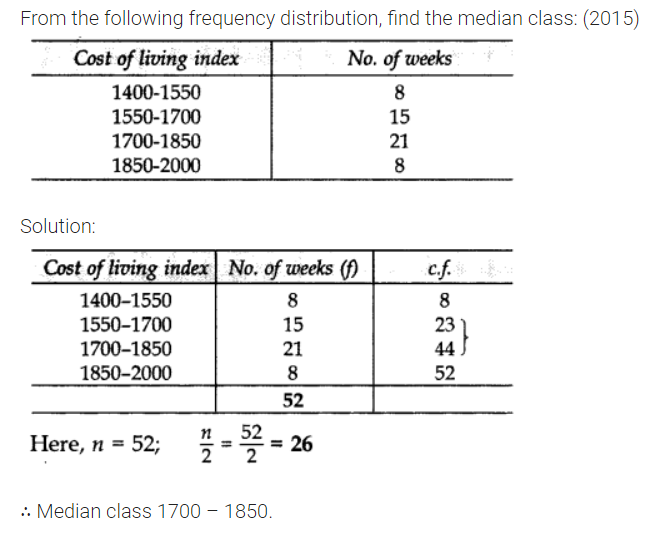 From the following frequency distribution, find the median class: (2015)
Cost of living index No. of weeks
1400-1550 8
1550-1700 15
1700-1850 21
1850-2000 8
Solution:
Cost of living index No. of weeks (f) c.f.
1400–1550 8 8
1550–1700 15 23
1700–1850 21 44
1850–2000 8 52
52
Here, n = 52; n/2 = 52/2 = 26
∴ Median class 1700 – 1850.